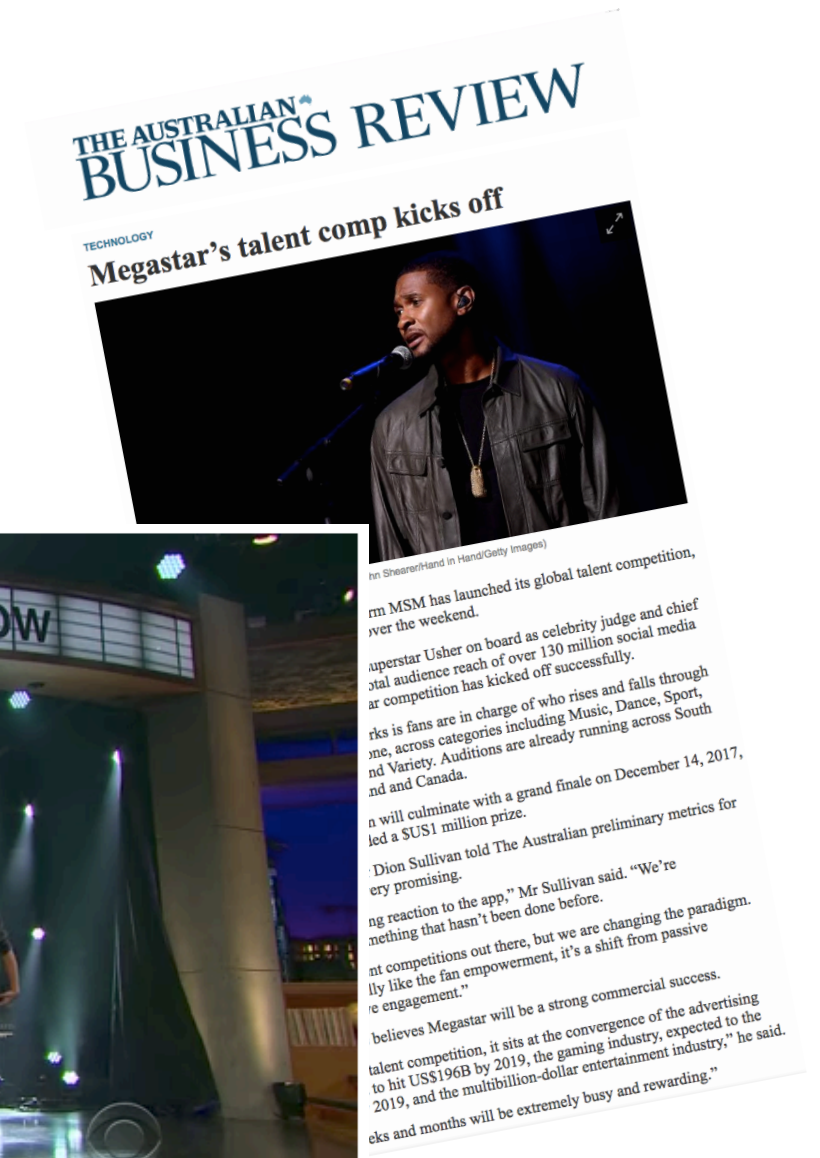 THE AUSTRALIAN
BUSINESS REVIEW
TECHNOLOGY
Megastar’s talent comp kicks off
hn Shearer/Hand in Hand/Getty Images)
rm MSM has launched its global talent competition,
over the weekend.
uperstar Usher on board as celebrity judge and chief
otal audience reach of over 130 million social media
ar competition has kicked off successfully.
rks is fans are in charge of who rises and falls through
one, across categories including Music, Dance, Sport,
nd Variety. Auditions are already running across South
nd and Canada.
n will culminate with a grand finale on December 14, 2017,
led a $US1 million prize.
Dion Sullivan told The Australian preliminary metrics for
ery promising.
ng reaction to the app,” Mr Sullivan said. “We’re
mething that hasn’t been done before.
nt competitions out there, but we are changing the paradigm.
lly like the fan empowerment, it’s a shift from passive
e engagement.”
believes Megastar will be a strong commercial success.
talent competition, it sits at the convergence of the advertising
to hit US$196B by 2019, the gaming industry, expected to the
2019, and the multibillion-dollar entertainment industry,” he said.
eks and months will be extremely busy and rewarding.”
OW